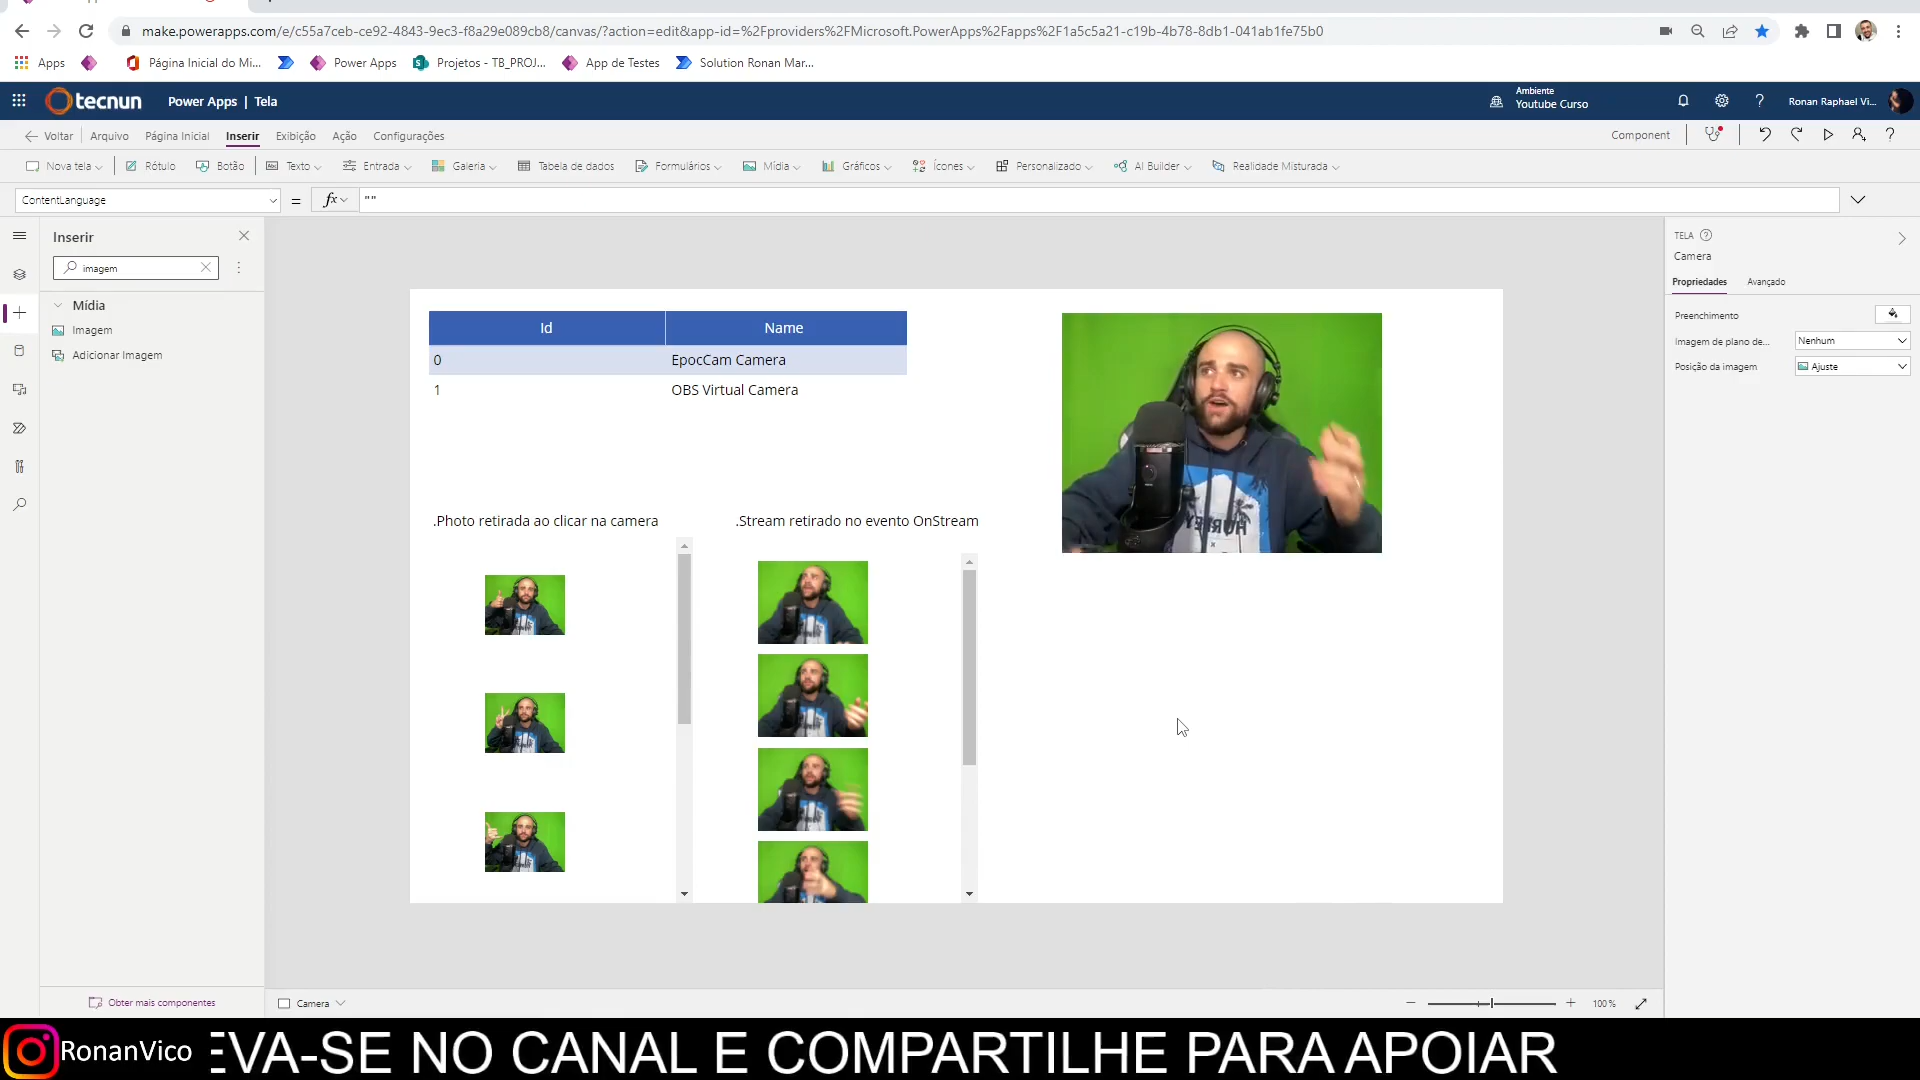 make.powerapps.com/e/c55a7ceb-ce92-4843-9ec3-f8a29e089cb8/canvas/?action=edit&app-id=%2Fproviders%2FMicrosoft.PowerApps%2Fapps%2F1a5c5a21-c19b-4b78-8db1-041ab1fe75b0
Apps
Página Inicial do Mi...
Power Apps
Projetos - TB_PROJ...
App de Testes
Solution Ronan Mar...
tecnun
Power Apps | Tela
Ambiente
Youtube Curso
?
Ronan Raphael Vi...
Voltar
Arquivo
Página Inicial
Inserir
Exibição
Ação
Configurações
Component
?
Nova tela
Rótulo
Botão
Texto
Entrada
Galeria
Tabela de dados
Formulários
Mídia
Gráficos
Ícones
Personalizado
AI Builder
Realidade Misturada
ContentLanguage
=
fx
""
Inserir
imagem
Mídia
Imagem
Adicionar Imagem
Obter mais componentes
Id
Name
0
EpocCam Camera
1
OBS Virtual Camera
.Photo retirada ao clicar na camera
.Stream retirado no evento OnStream
HURLEY
TELA
Camera
Propriedades
Avançado
Preenchimento
Imagem de plano de...
Nenhum
Posição da imagem
Ajuste
Camera
100%
RonanVico
EVA-SE NO CANAL E COMPARTILHE PARA APOIAR